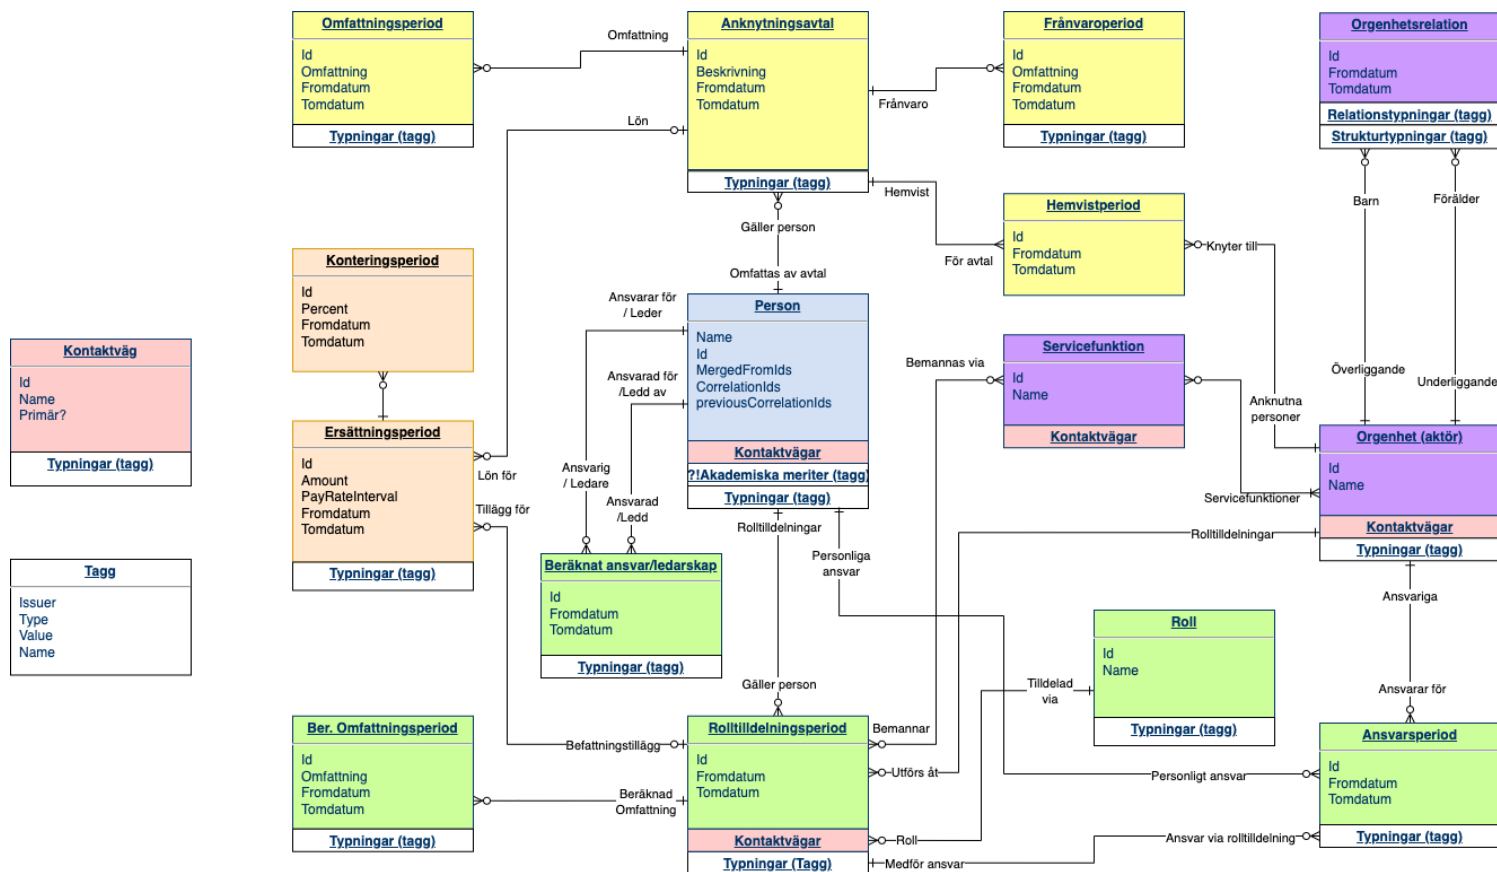 Omfattningsperiod
Id
Omfattning
Fromdatum
Tomdatum
Typningar (tagg)
Omfattning
Lön
Anknytningsavtal
Id
Beskrivning
Fromdatum
Tomdatum
Typningar (tagg)
Frånvaro
Hemvist
Frånvaroperiod
Id
Omfattning
Fromdatum
Tomdatum
Typningar (tagg)
Orgenhetsrelation
Id
Fromdatum
Tomdatum
Relationstypningar (tagg)
Strukturtypningar (tagg)
Barn
Förälder
Gäller person
Omfattas av avtal
För avtal
Hemvistperiod
Id
Fromdatum
Tomdatum
Knyter till
Konteringsperiod
Id
Percent
Fromdatum
Tomdatum
Ansvarar för
/ Leder
Ansvarad för
/Ledd av
Person
Name
Id
MergedFromIds
CorrelationIds
previousCorrelationIds
Kontaktvägar
?!Akademiska meriter (tagg)
Typningar (tagg)
Bemannas via
Servicefunktion
Id
Name
Kontaktvägar
Överliggande
Underliggande
Anknutna
personer
Servicefunktioner
Kontaktväg
Id
Name
Primär?
Typningar (tagg)
Ersättningsperiod
Id
Amount
PayRateInterval
Fromdatum
Tomdatum
Typningar (tagg)
Lön för
Tillägg för
Ansvarig
/ Ledare
Ansvarad
/Ledd
Rolltilldelningar
Personliga
ansvar
Orgenhet (aktör)
Id
Name
Kontaktvägar
Typningar (tagg)
Rolltilldelningar
Ansvariga
Ansvarar för
Tagg
Issuer
Type
Value
Name
Beräknat ansvar/ledarskap
Id
Fromdatum
Tomdatum
Typningar (tagg)
Gäller person
Roll
Id
Name
Typningar (tagg)
Tilldelad
via
Ber. Omfattningsperiod
Id
Omfattning
Fromdatum
Tomdatum
Typningar (tagg)
Befattningstillägg
Beräknad
Omfattning
Rolltilldelningsperiod
Id
Fromdatum
Tomdatum
Kontaktvägar
Typningar (Tagg)
Bemannar
Utförs åt
Roll
Medför ansvar
Personligt ansvar
Ansvar via rolltilldelning
Ansvarsperiod
Id
Fromdatum
Tomdatum
Typningar (tagg)